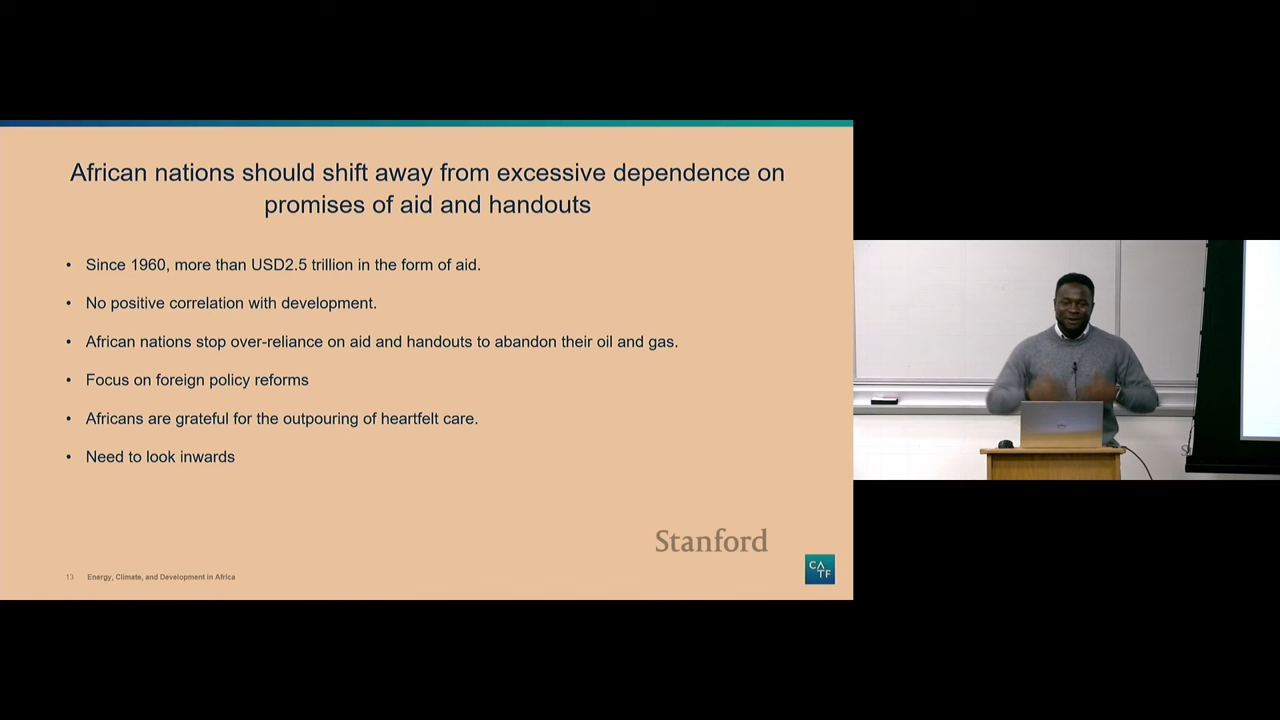 African nations should shift away from excessive dependence on
promises of aid and handouts
• Since 1960, more than USD2.5 trillion in the form of aid.
• No positive correlation with development.
• African nations stop over-reliance on aid and handouts to abandon their oil and gas.
• Focus on foreign policy reforms
• Africans are grateful for the outpouring of heartfelt care.
• Need to look inwards
Stanford
13 Energy, Climate, and Development in Africa
CATF